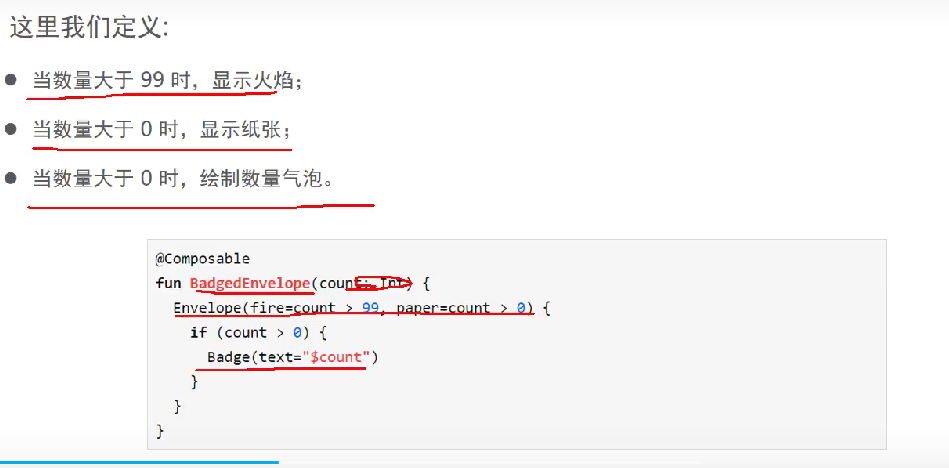 这里我们定义:
● 当数量大于 99 时，显示火焰；
● 当数量大于 0 时，显示纸张；
● 当数量大于 0 时，绘制数量气泡。
@Composable
fun BadgedEnvelope(count: Int) {
  Envelope(fire=count > 99, paper=count > 0) {
    if (count > 0) {
      Badge(text="$count")
    }
  }
}